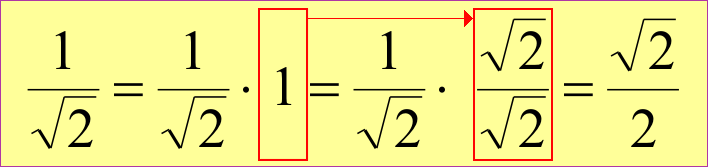 1/√2 = 1/√2 · 1 = 1/√2 · √2/√2 = √2/2